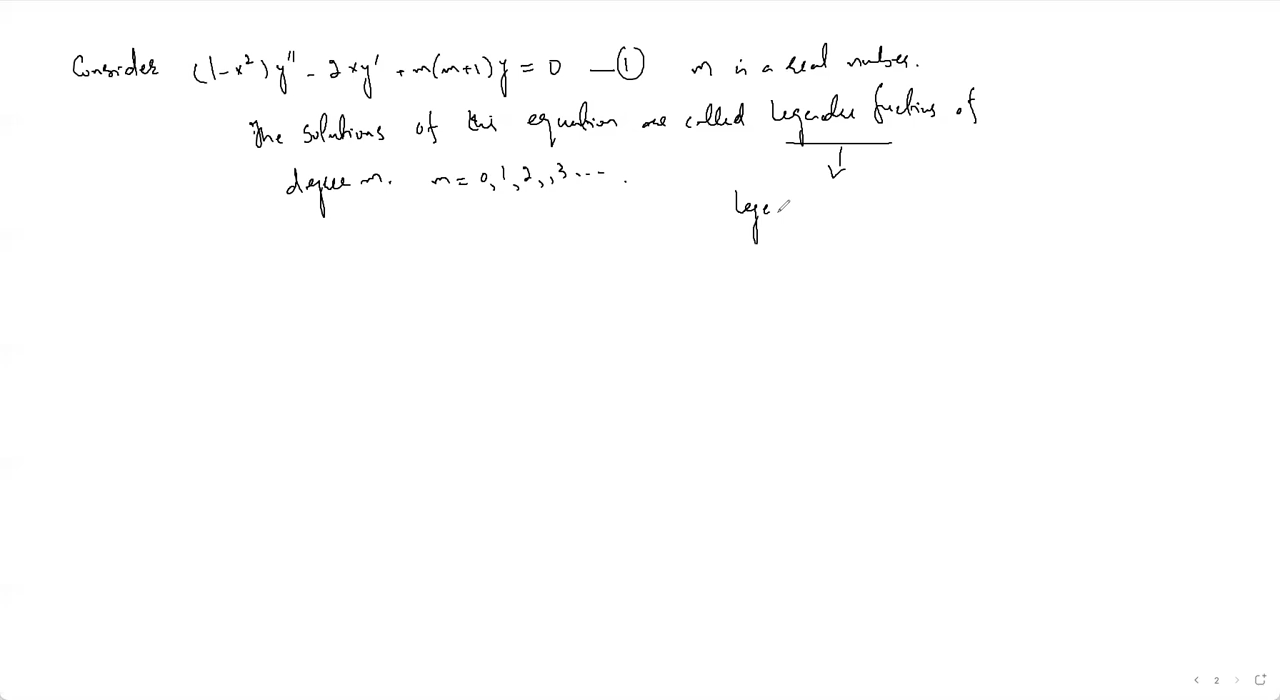 Consider (1-x²)y'' - 2xy' + m(m+1)y = 0 —① m is a real number.
The solutions of this equation are called Legendre functions of
degree m. m = 0, 1, 2, , 3 ... .
Lege
2